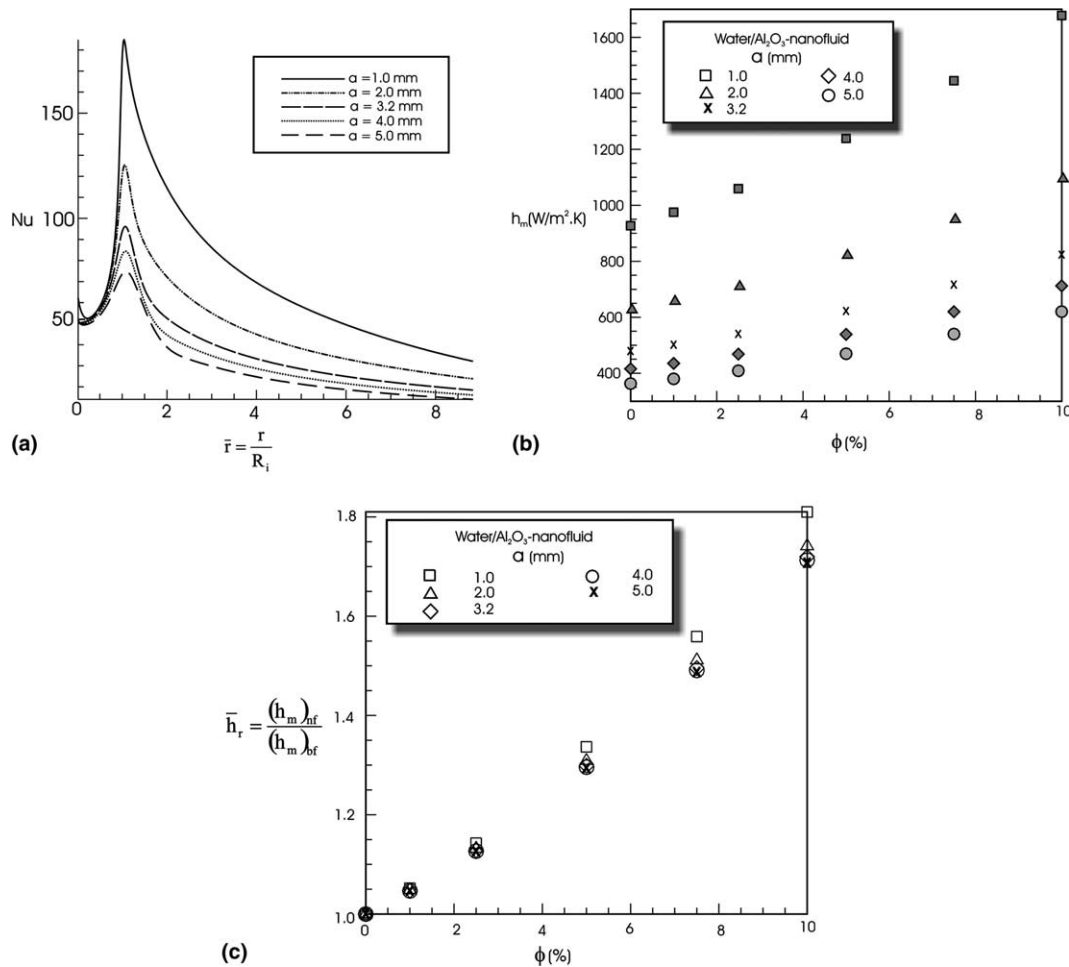 a = 1.0 mm
a = 2.0 mm
a = 3.2 mm
a = 4.0 mm
a = 5.0 mm
150
100
50
Nu
0
2
4
6
8
r̄ = r / R i
(a)
Water/Al₂O₃-nanofluid
a (mm)
1.0
4.0
2.0
5.0
3.2
1600
1400
1200
1000
800
600
400
hₘ(W/m².K)
0
2
4
6
8
10
ϕ (%)
(b)
Water/Al₂O₃-nanofluid
a (mm)
1.0
4.0
2.0
5.0
3.2
1.8
1.6
1.4
1.2
1.0
h̄ r = (h m) nf / (h m) bf
0
2
4
6
8
10
ϕ (%)
(c)